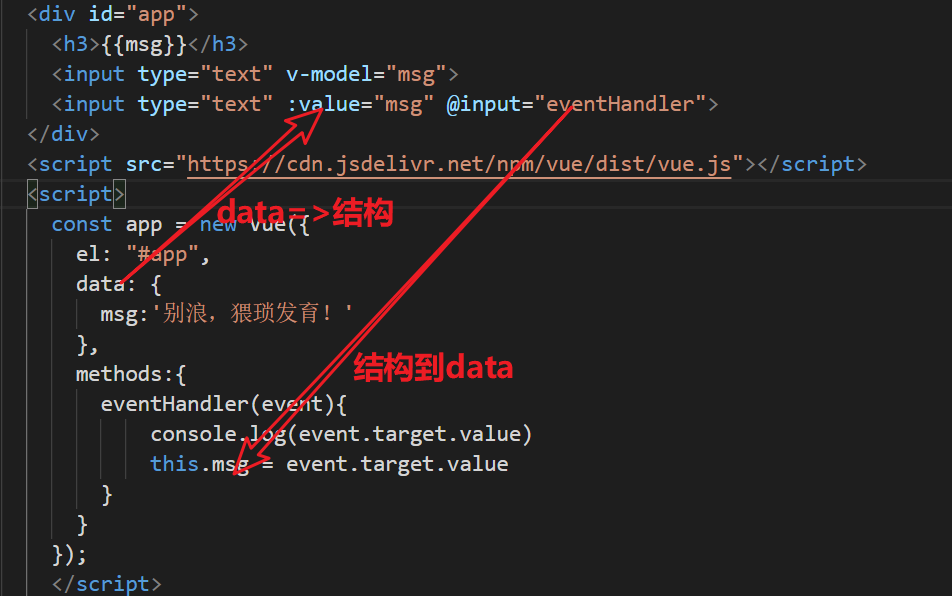 <div id="app">
<h3>{{msg}}</h3>
<input type="text" v-model="msg">
<input type="text" :value="msg" @input="eventHandler">
</div>
<script src="https://cdn.jsdelivr.net/npm/vue/dist/vue.js"></script>
<script>
data=>结构
const app = new Vue({
el: "#app",
data: {
msg:'别浪，猥琐发育！'
},
结构到data
methods:{
eventHandler(event){
console.log(event.target.value)
this.msg = event.target.value
}
}
});
</script>